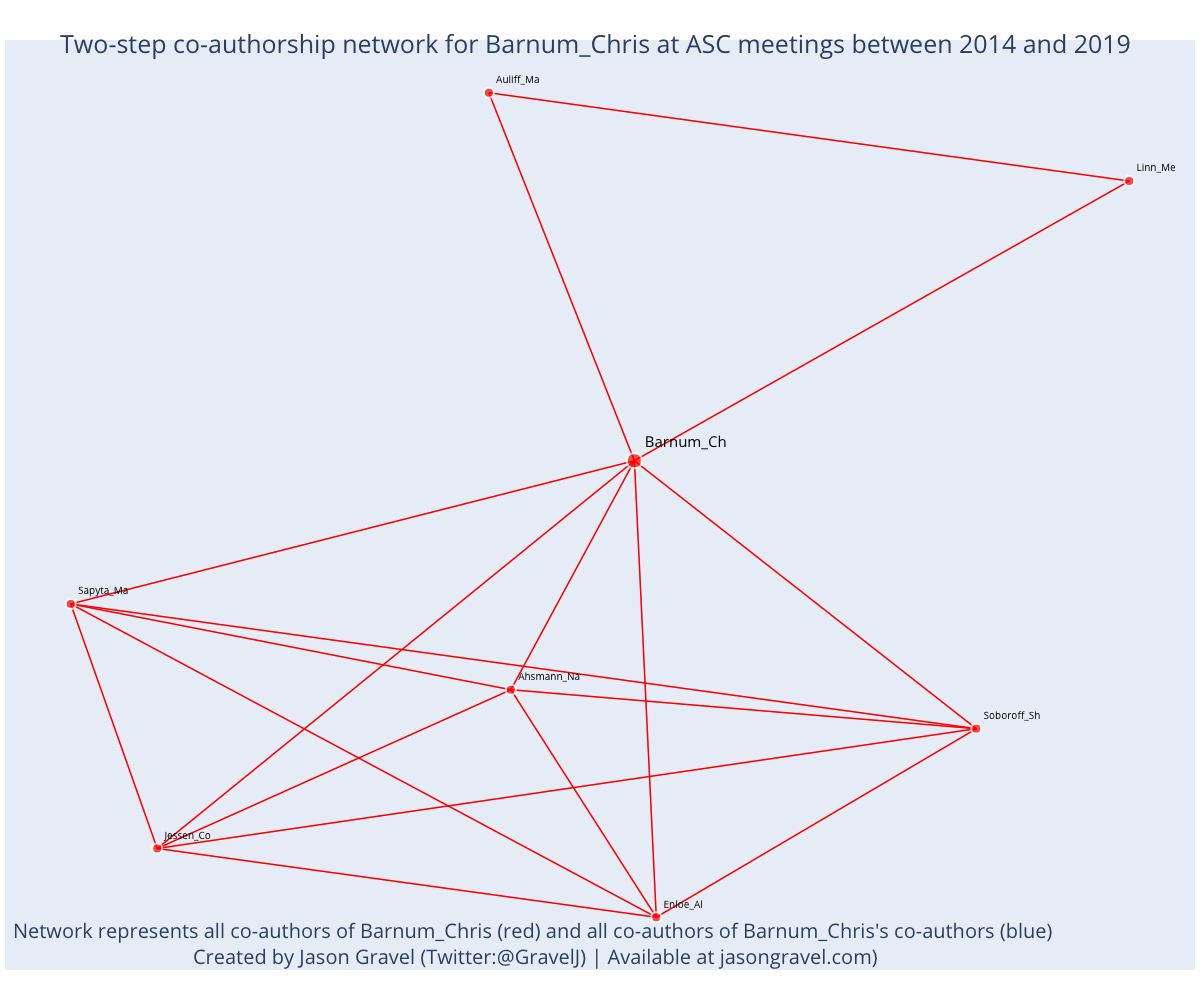 Two-step co-authorship network for Barnum_Chris at ASC meetings between 2014 and 2019
Auliff_Ma
Linn_Me
Barnum_Ch
Sapyta_Ma
Ahsmann_Na
Soboroff_Sh
Jessen_Co
Enloe_Al
Network represents all co-authors of Barnum_Chris (red) and all co-authors of Barnum_Chris's co-authors (blue)
Created by Jason Gravel (Twitter:@GravelJ) | Available at jasongravel.com)